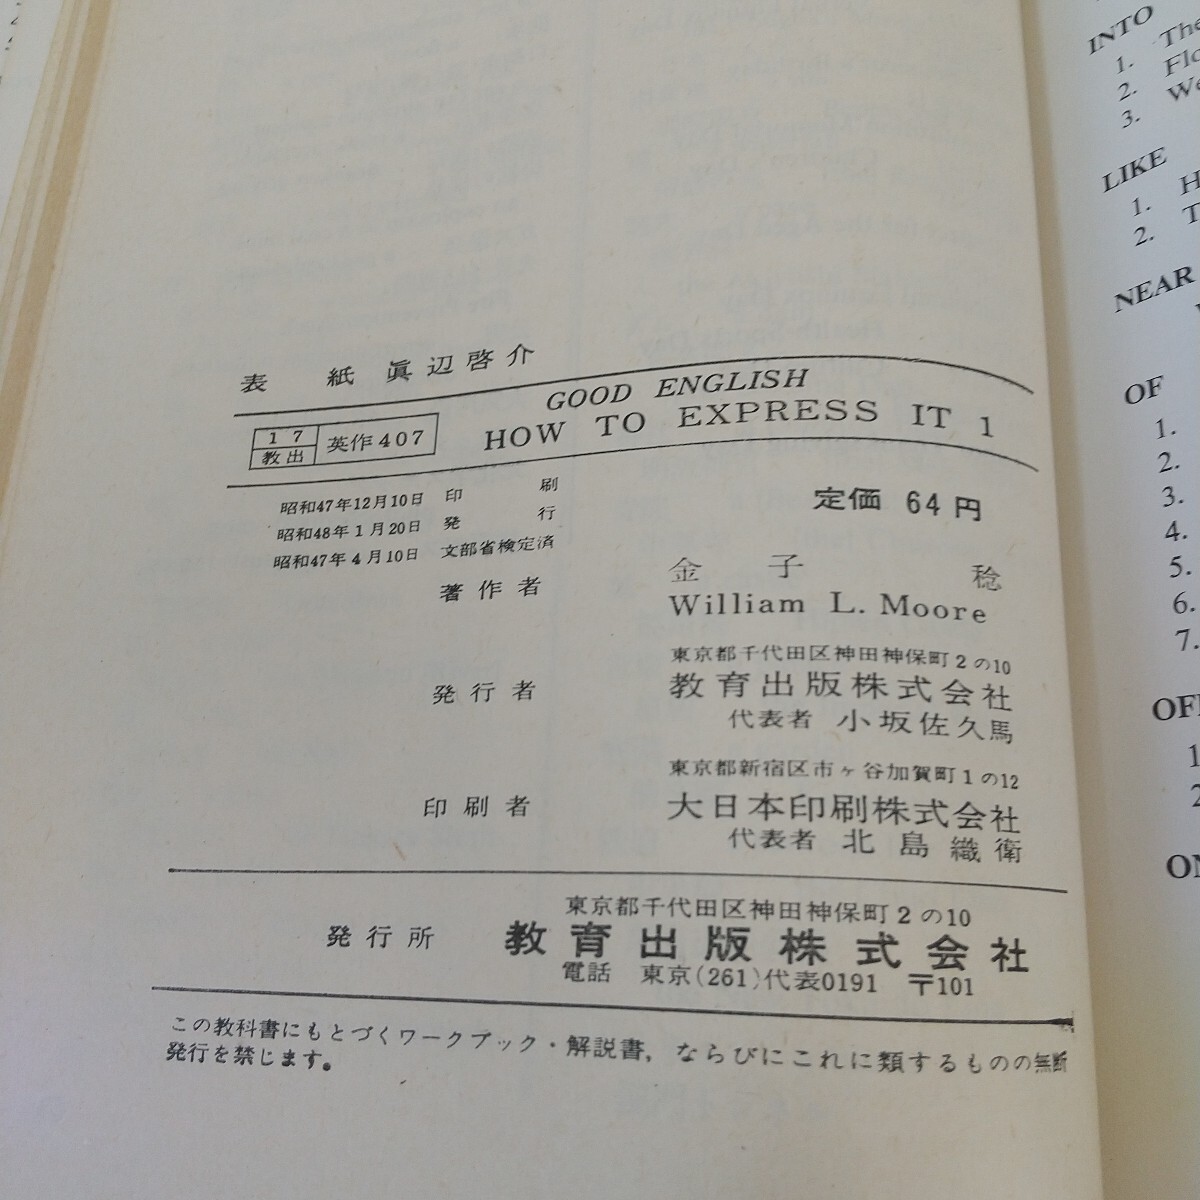 表 紙 眞辺啓介
GOOD ENGLISH
HOW TO EXPRESS IT 1
17
教出
英作407
昭和47年12月10日 印 刷
昭和48年1月20日 発 行
昭和47年4月10日 文部省検定済
定価 64円
著作者
金 子 稔
William L. Moore
東京都千代田区神田神保町2の10
発行者 教育出版株式会社
代表者 小坂佐久馬
東京都新宿区市ヶ谷加賀町1の12
印刷者 大日本印刷株式会社
代表者 北島織衛
東京都千代田区神田神保町2の10
発行所 教育出版株式会社
電話 東京(261)代表0191 〒101
この教科書にもとづくワークブック・解説書,ならびにこれに類するものの無断
発行を禁じます。
INTO
1. The
2. Flo
3. We
LIKE
1. H
2. T
NEAR
OF
1.
2.
3.
4.
5.
6.
7.
OF
1
2
ON